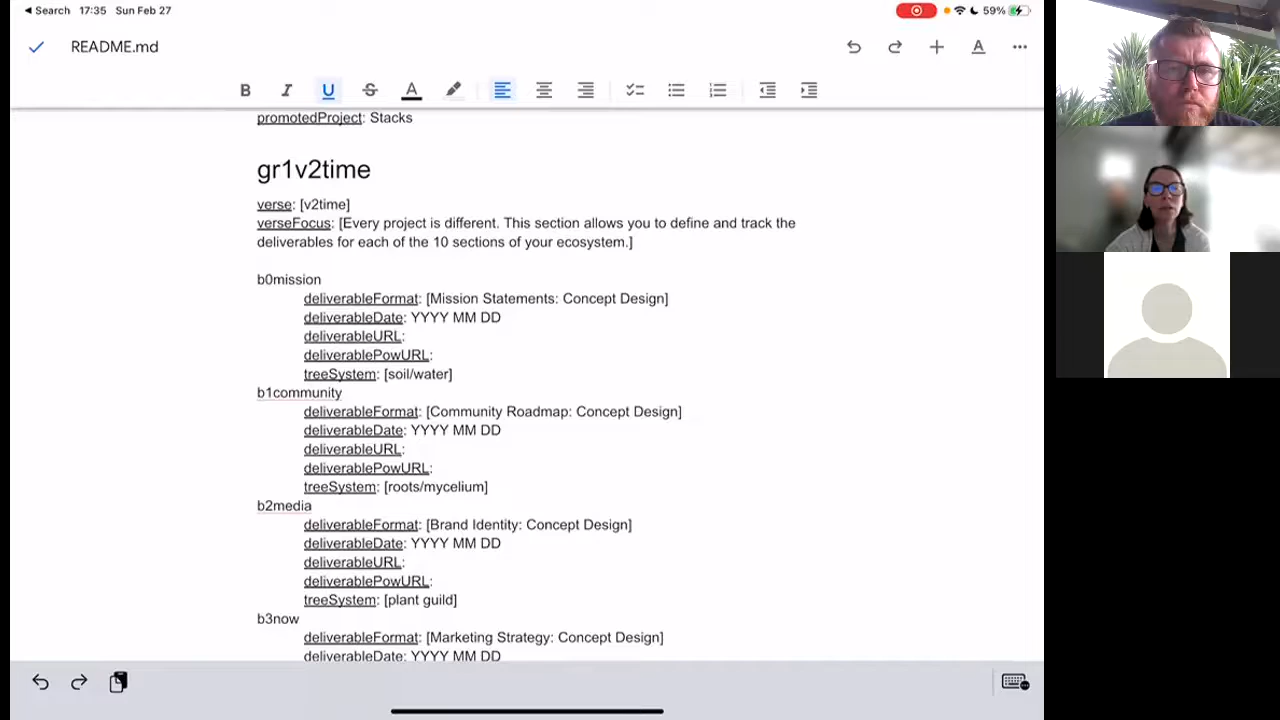 Search 17:35 Sun Feb 27
59%
README.md
B I U S A
promotedProject: Stacks
gr1v2time
verse: [v2time]
verseFocus: [Every project is different. This section allows you to define and track the
deliverables for each of the 10 sections of your ecosystem.]
b0mission
deliverableFormat: [Mission Statements: Concept Design]
deliverableDate: YYYY MM DD
deliverableURL:
deliverablePowURL:
treeSystem: [soil/water]
b1community
deliverableFormat: [Community Roadmap: Concept Design]
deliverableDate: YYYY MM DD
deliverableURL:
deliverablePowURL:
treeSystem: [roots/mycelium]
b2media
deliverableFormat: [Brand Identity: Concept Design]
deliverableDate: YYYY MM DD
deliverableURL:
deliverablePowURL:
treeSystem: [plant guild]
b3now
deliverableFormat: [Marketing Strategy: Concept Design]
deliverableDate: YYYY MM DD